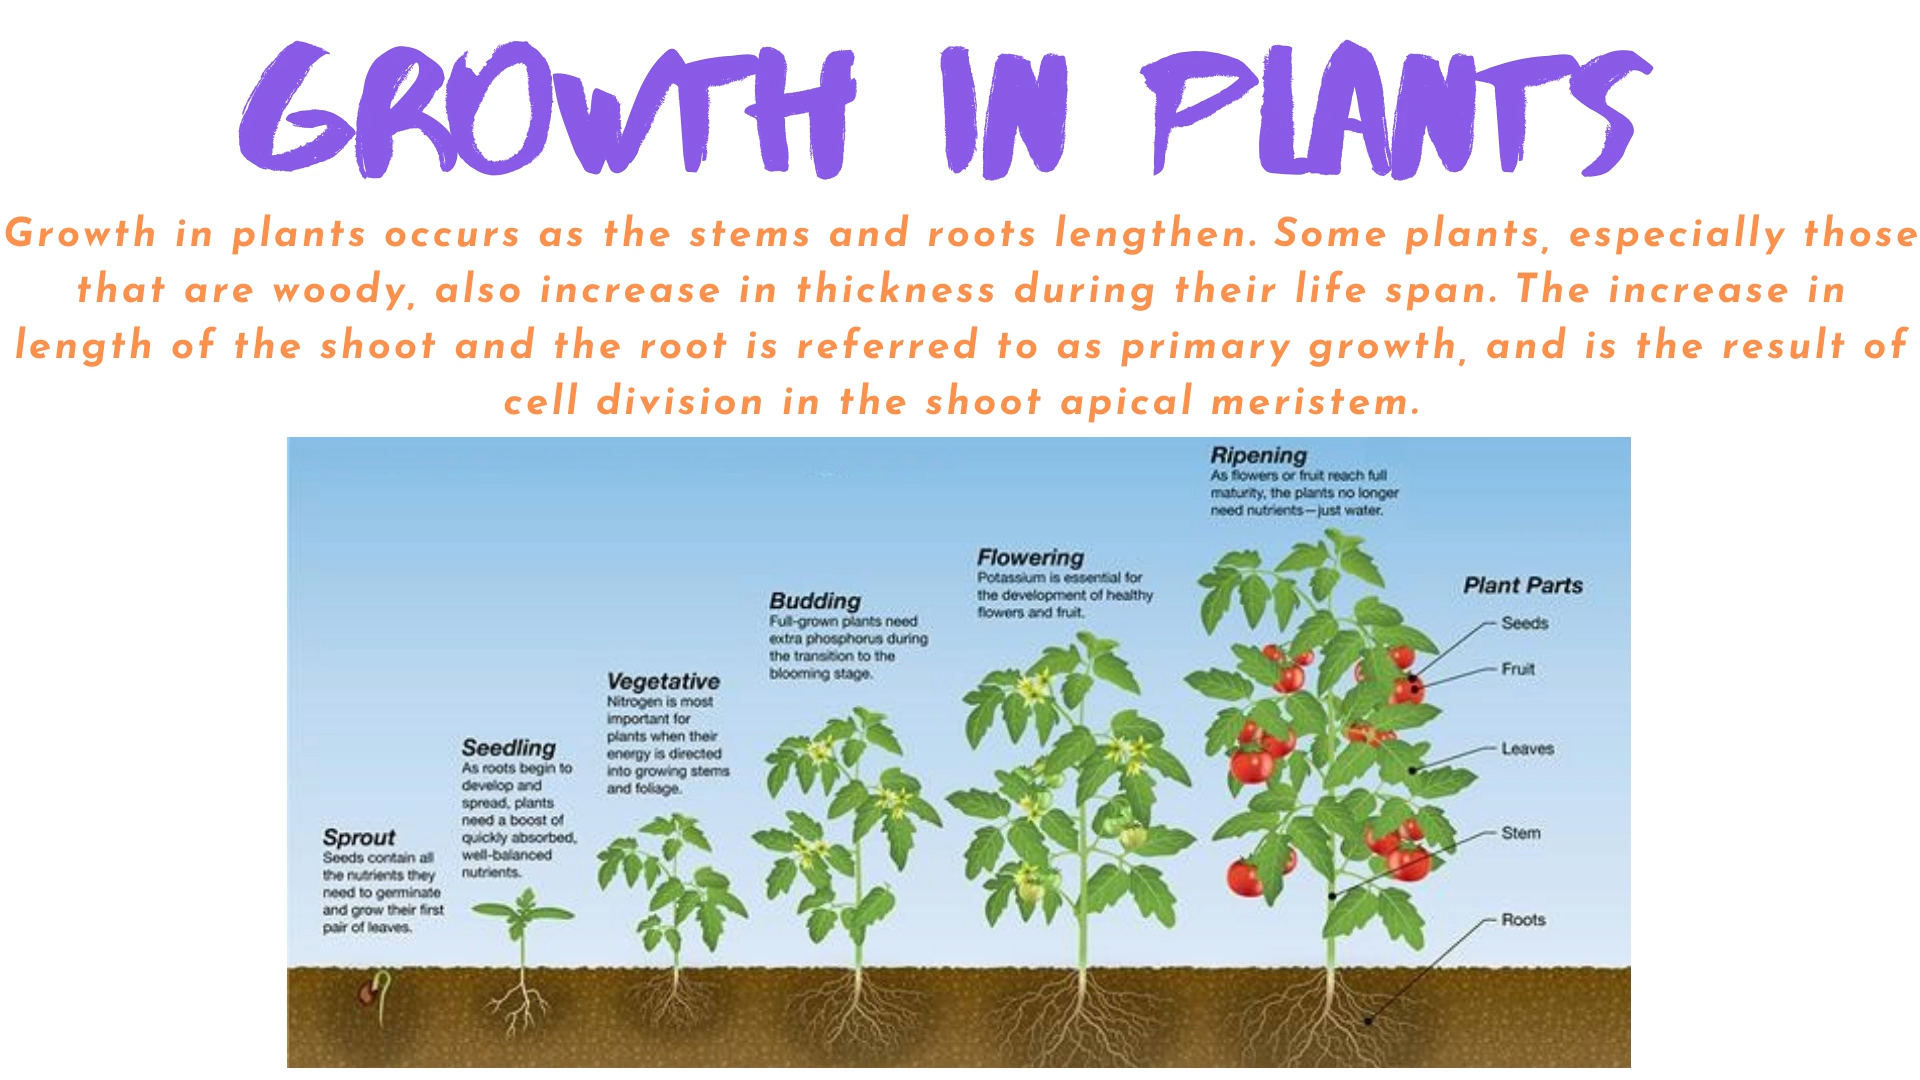 GROWTH IN PLANTS
Growth in plants occurs as the stems and roots lengthen. Some plants, especially those
that are woody, also increase in thickness during their life span. The increase in
length of the shoot and the root is referred to as primary growth, and is the result of
cell division in the shoot apical meristem.
Sprout
Seeds contain all
the nutrients they
need to germinate
and grow their first
pair of leaves.
Seedling
As roots begin to
develop and
spread, plants
need a boost of
quickly absorbed,
well-balanced
nutrients.
Vegetative
Nitrogen is most
important for
plants when their
energy is directed
into growing stems
and foliage.
Budding
Full-grown plants need
extra phosphorus during
the transition to the
blooming stage.
Flowering
Potassium is essential for
the development of healthy
flowers and fruit.
Ripening
As flowers or fruit reach full
maturity, the plants no longer
need nutrients—just water.
Plant Parts
Seeds
Fruit
Leaves
Stem
Roots